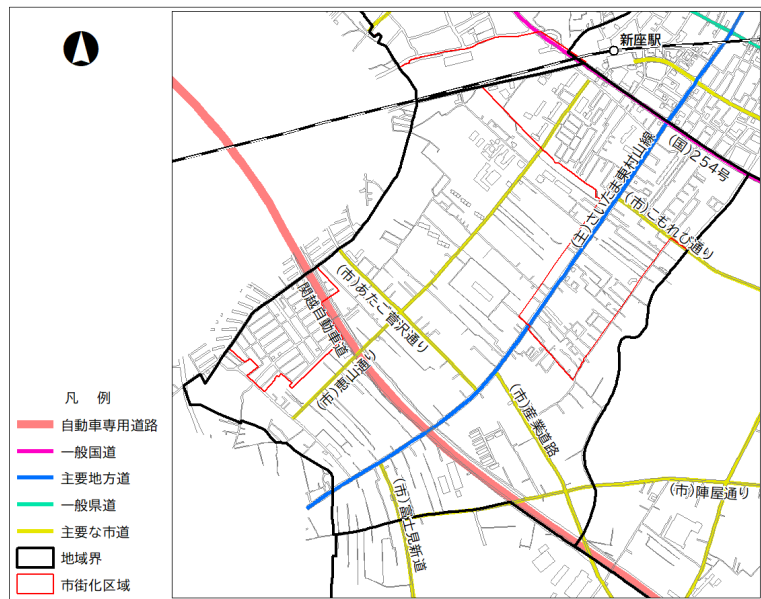 新座駅
(国)254号
(主)さいたま東村山線
(市)こもれび通り
(市)あたご菅沢通り
関越自動車道
(市)恵山通り
(市)産業道路
(市)陣屋通り
(市)富士見新道
凡 例
自動車専用道路
一般国道
主要地方道
一般県道
主要な市道
地域界
市街化区域